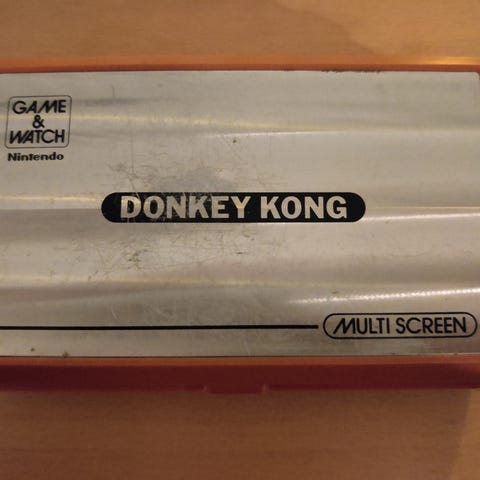 GAME
&
WATCH
Nintendo
DONKEY KONG
MULTI SCREEN